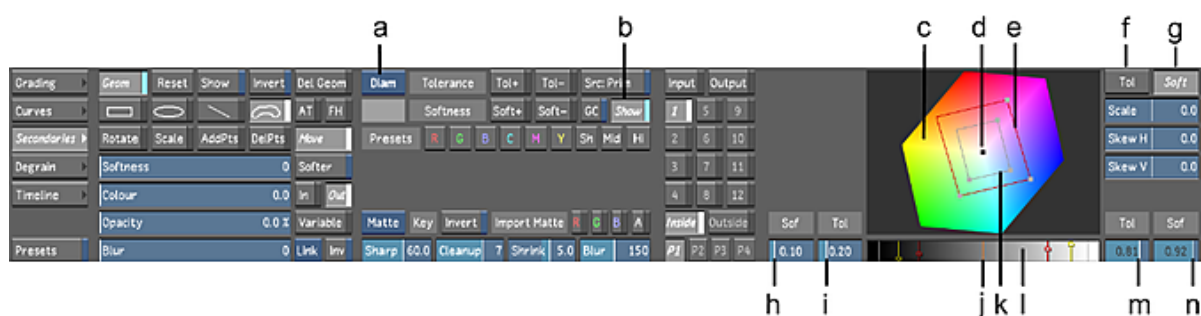 a b c d e f g
Grading Geom Reset Show Invert Del Geom Diam Tolerance Tol+ Tol- Src: Prim Input Output Tol Soft
Curves AT FH Softness Soft+ Soft- GC Show 1 5 9 Scale 0.0
Secondaries Rotate Scale AddPts DelPts Move Presets R G B C M Y Sh Mid Hi 2 6 10 Skew H 0.0
Degrain Softness 0 Softer 3 7 11 Skew V 0.0
Timeline Colour 0.0 In Out 4 8 12
Opacity 0.0 % Variable Matte Key Invert Import Matte R G B A Inside Outside Sof Tol Tol Sof
Presets Blur 0 Link Inv Sharp 60.0 Cleanup 7 Shrink 5.0 Blur 150 P1 P2 P3 P4 0.10 0.20 0.81 0.92
h i j k l m n